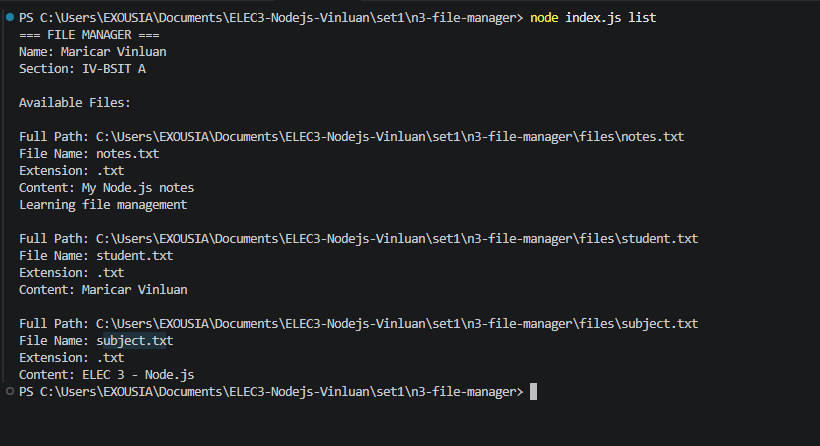 PS C:\Users\EXOUSIA\Documents\ELEC3-Nodejs-Vinluan\set1\n3-file-manager> node index.js list
=== FILE MANAGER ===
Name: Maricar Vinluan
Section: IV-BSIT A
Available Files:
Full Path: C:\Users\EXOUSIA\Documents\ELEC3-Nodejs-Vinluan\set1\n3-file-manager\files\notes.txt
File Name: notes.txt
Extension: .txt
Content: My Node.js notes
Learning file management
Full Path: C:\Users\EXOUSIA\Documents\ELEC3-Nodejs-Vinluan\set1\n3-file-manager\files\student.txt
File Name: student.txt
Extension: .txt
Content: Maricar Vinluan
Full Path: C:\Users\EXOUSIA\Documents\ELEC3-Nodejs-Vinluan\set1\n3-file-manager\files\subject.txt
File Name: subject.txt
Extension: .txt
Content: ELEC 3 - Node.js
PS C:\Users\EXOUSIA\Documents\ELEC3-Nodejs-Vinluan\set1\n3-file-manager>